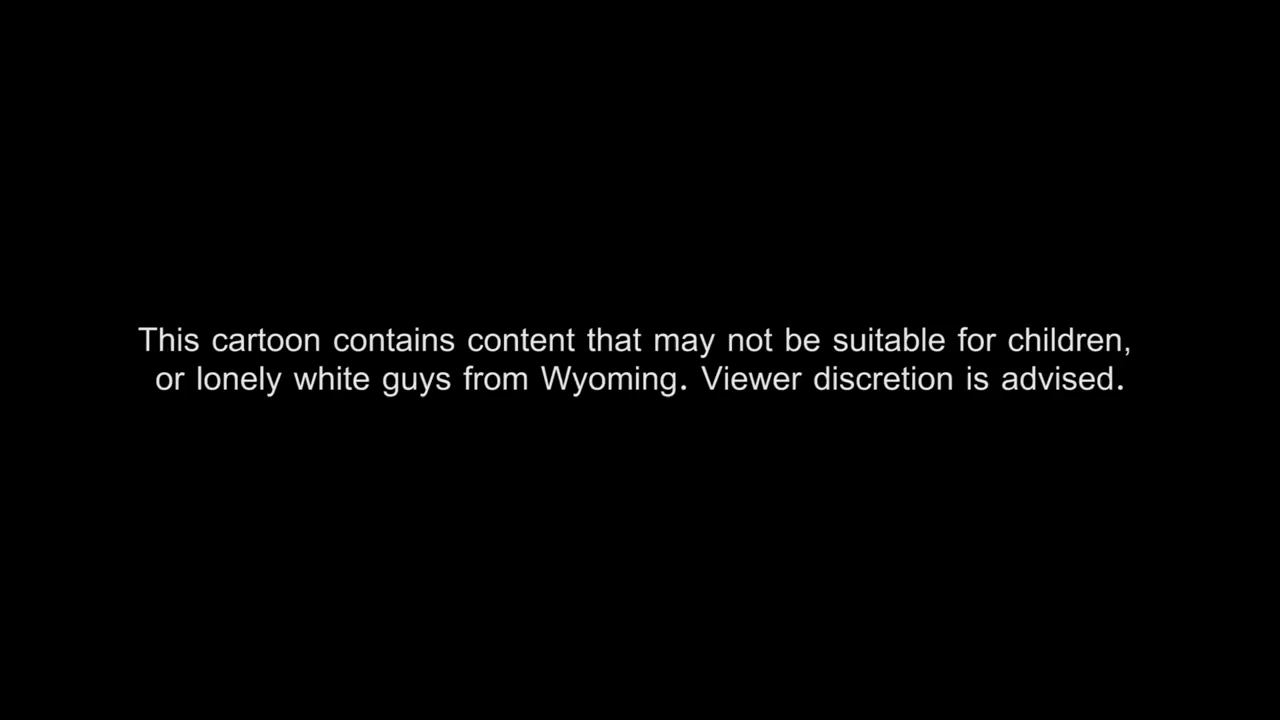 This cartoon contains content that may not be suitable for children,
or lonely white guys from Wyoming. Viewer discretion is advised.